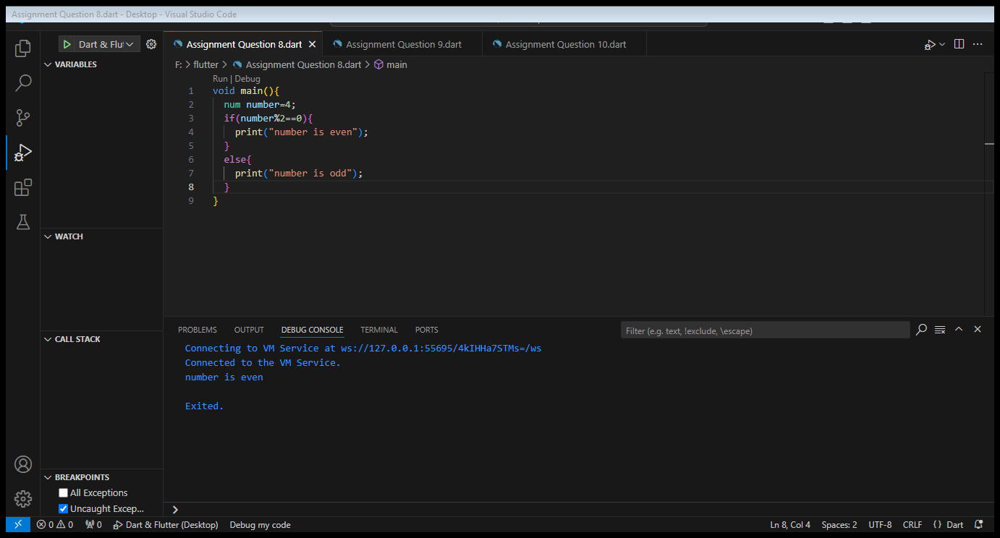 Assignment Question 8.dart - Desktop - Visual Studio Code
Dart & Flut
Assignment Question 8.dart
Assignment Question 9.dart
Assignment Question 10.dart
VARIABLES
F: > flutter > Assignment Question 8.dart > main
Run | Debug
1 void main(){
2 num number=4;
3 if(number%2==0){
4 print("number is even");
5 }
6 else{
7 print("number is odd");
8 }
9 }
WATCH
CALL STACK
PROBLEMS OUTPUT DEBUG CONSOLE TERMINAL PORTS
Filter (e.g. text, !exclude, \escape)
Connecting to VM Service at ws://127.0.0.1:55695/4kIHHa7STMs=/ws
Connected to the VM Service.
number is even
Exited.
BREAKPOINTS
All Exceptions
Uncaught Excep...
0 0 0 Dart & Flutter (Desktop) Debug my code
Ln 8, Col 4 Spaces: 2 UTF-8 CRLF {} Dart